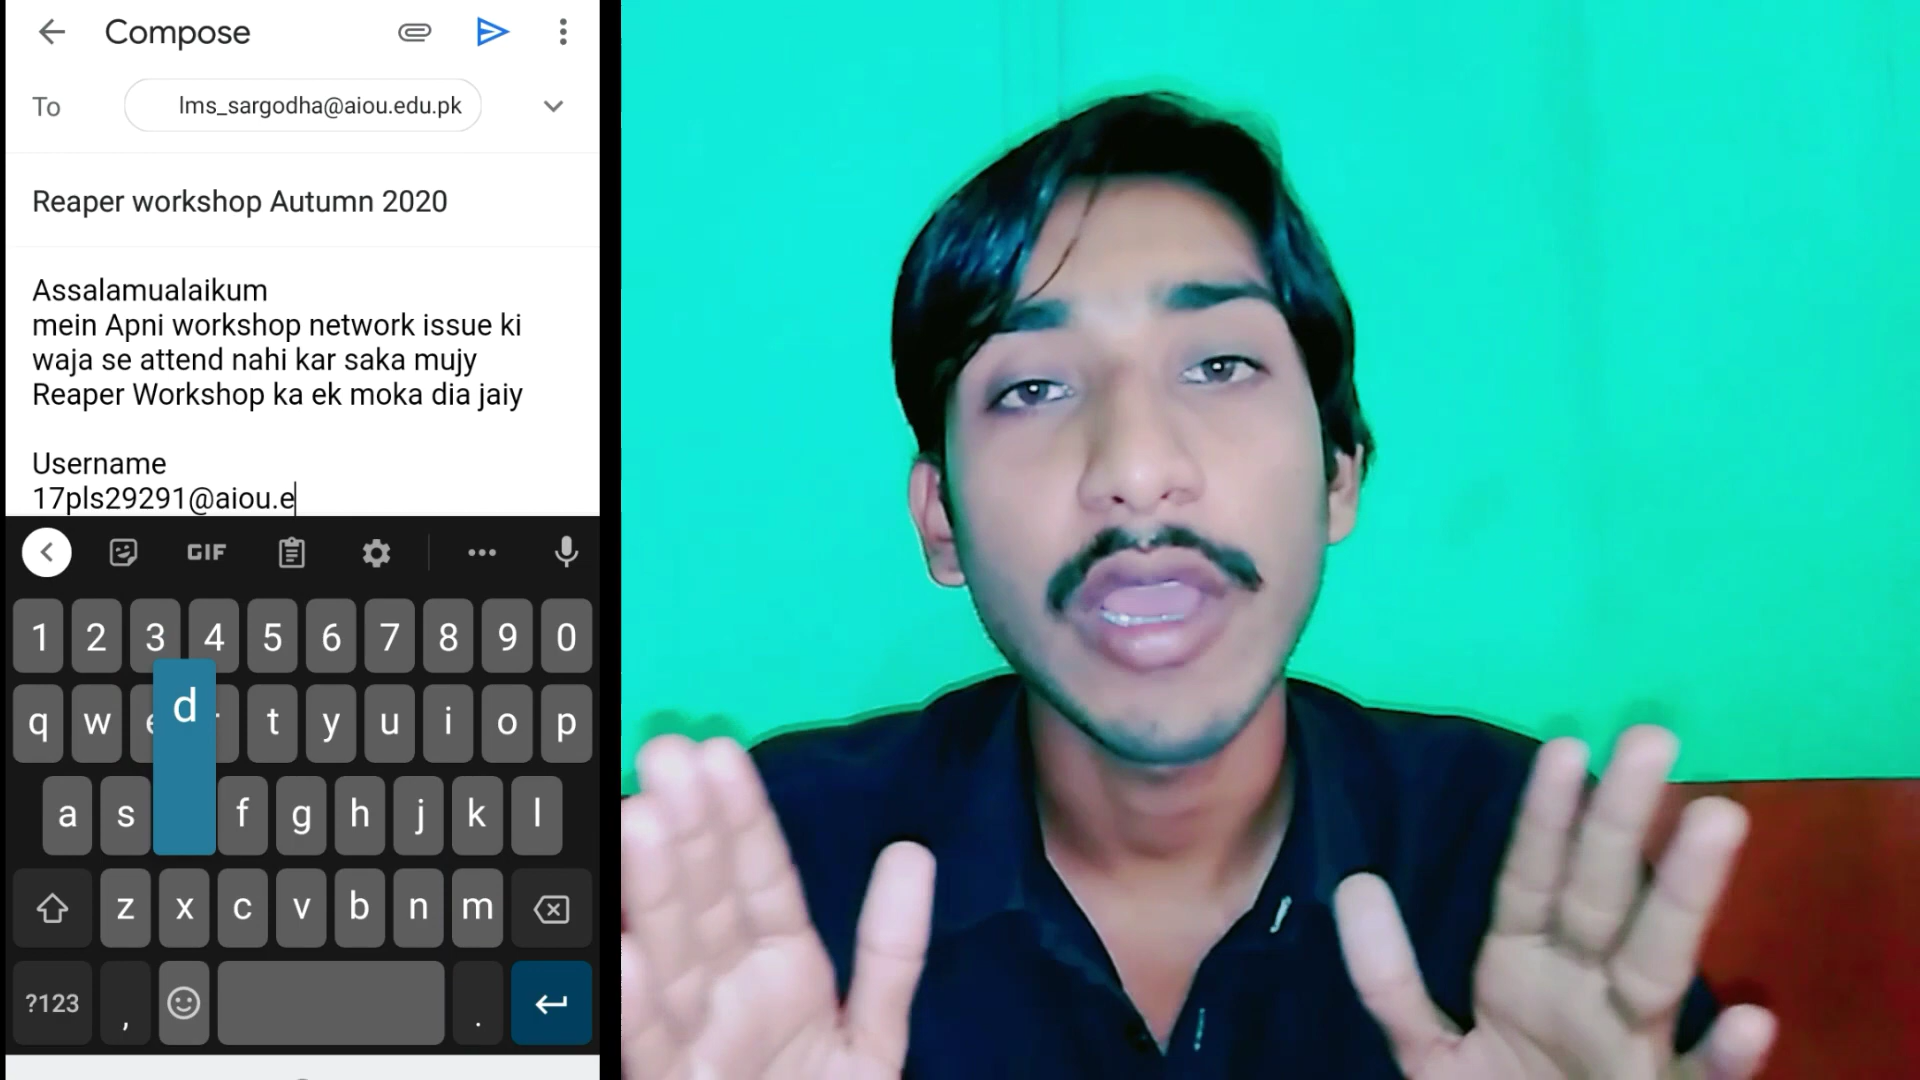 Compose
To lms_sargodha@aiou.edu.pk
Reaper workshop Autumn 2020
Assalamualaikum
mein Apni workshop network issue ki
waja se attend nahi kar saka mujy
Reaper Workshop ka ek moka dia jaiy
Username
17pls29291@aiou.e
GIF
1 2 3 4 5 6 7 8 9 0
q w e t y u i o p
d
a s f g h j k l
z x c v b n m
?123 , .